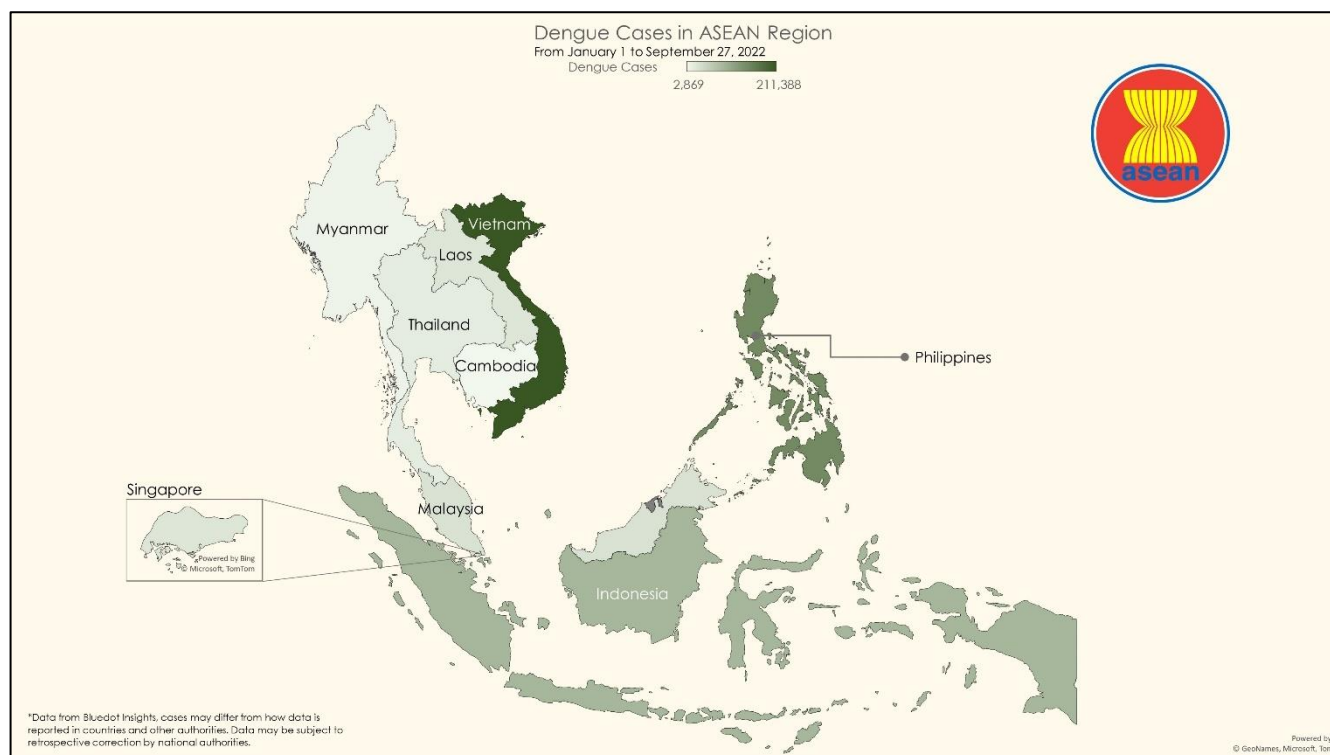 Dengue Cases in ASEAN Region
From January 1 to September 27, 2022
Dengue Cases
2,869 211,388
asean
Myanmar
Vietnam
Laos
Thailand
Cambodia
Philippines
Singapore
Powered by Bing
© Microsoft, TomTom
Malaysia
Indonesia
*Data from Bluedot Insights, cases may differ from how data is
reported in countries and other authorities. Data may be subject to
retrospective correction by national authorities.
Powered by
© GeoNames, Microsoft, Tom